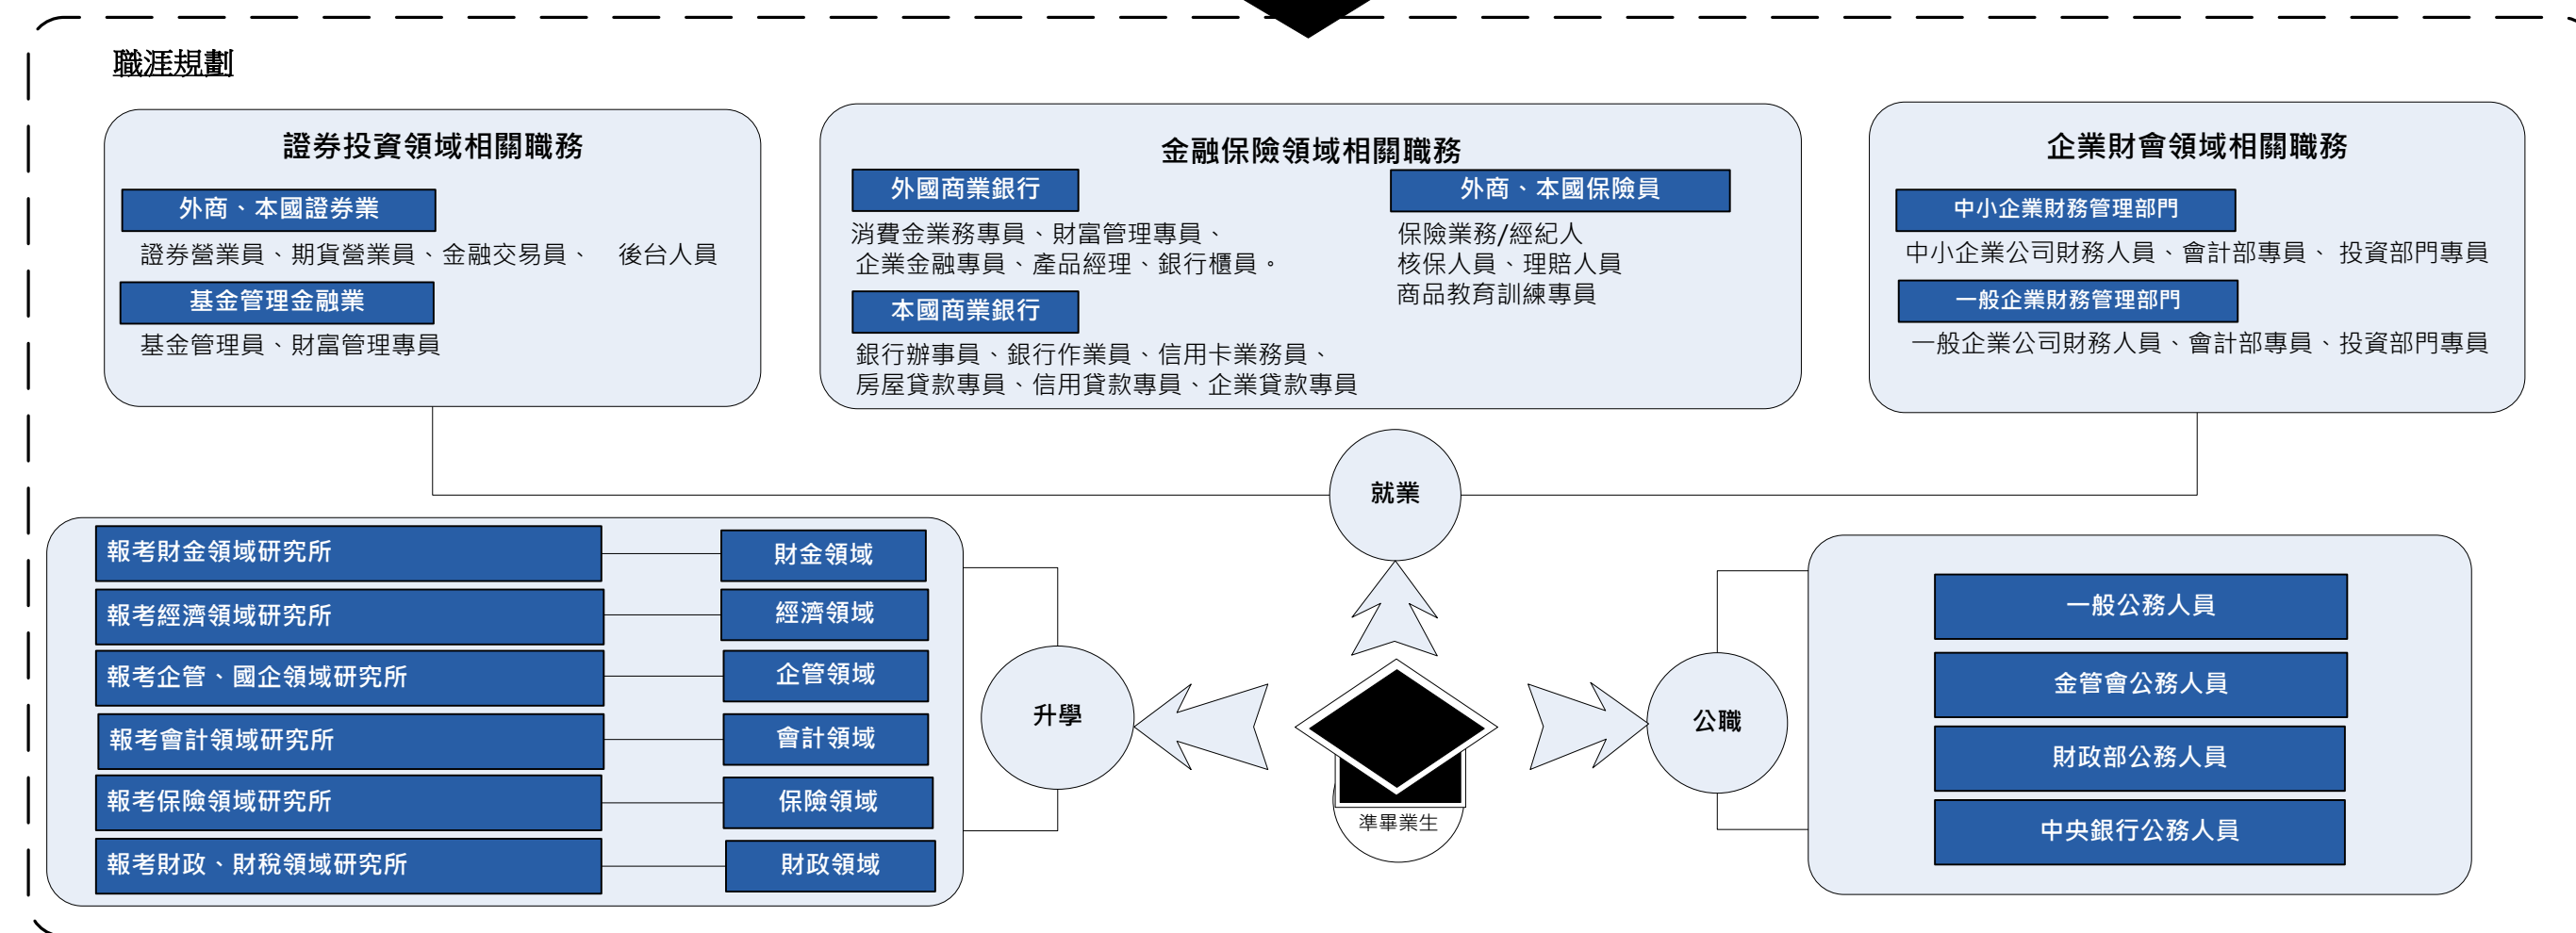 職涯規劃
證券投資領域相關職務
外商、本國證券業
證券營業員、期貨營業員、金融交易員、 後台人員
基金管理金融業
基金管理員、財富管理專員
金融保險領域相關職務
外國商業銀行
消費金業務專員、財富管理專員、
企業金融專員、產品經理、銀行櫃員。
本國商業銀行
銀行辦事員、銀行作業員、信用卡業務員、
房屋貸款專員、信用貸款專員、企業貸款專員
外商、本國保險員
保險業務/經紀人
核保人員、理賠人員
商品教育訓練專員
企業財會領域相關職務
中小企業財務管理部門
中小企業公司財務人員、會計部專員、 投資部門專員
一般企業財務管理部門
一般企業公司財務人員、會計部專員、投資部門專員
就業
報考財金領域研究所
財金領域
報考經濟領域研究所
經濟領域
報考企管、國企領域研究所
企管領域
報考會計領域研究所
會計領域
報考保險領域研究所
保險領域
報考財政、財稅領域研究所
財政領域
升學
準畢業生
公職
一般公務人員
金管會公務人員
財政部公務人員
中央銀行公務人員